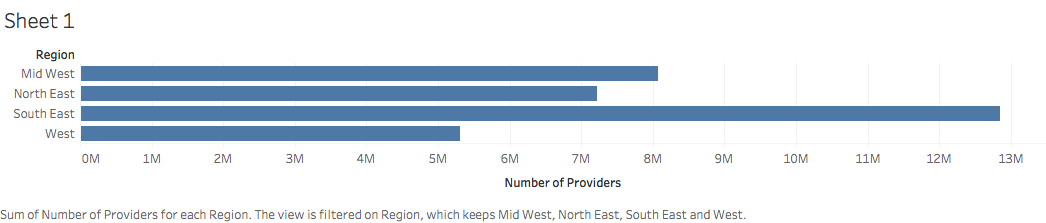 Sheet 1
Region
Mid West
North East
South East
West
0M 1M 2M 3M 4M 5M 6M 7M 8M 9M 10M 11M 12M 13M
Number of Providers
Sum of Number of Providers for each Region. The view is filtered on Region, which keeps Mid West, North East, South East and West.